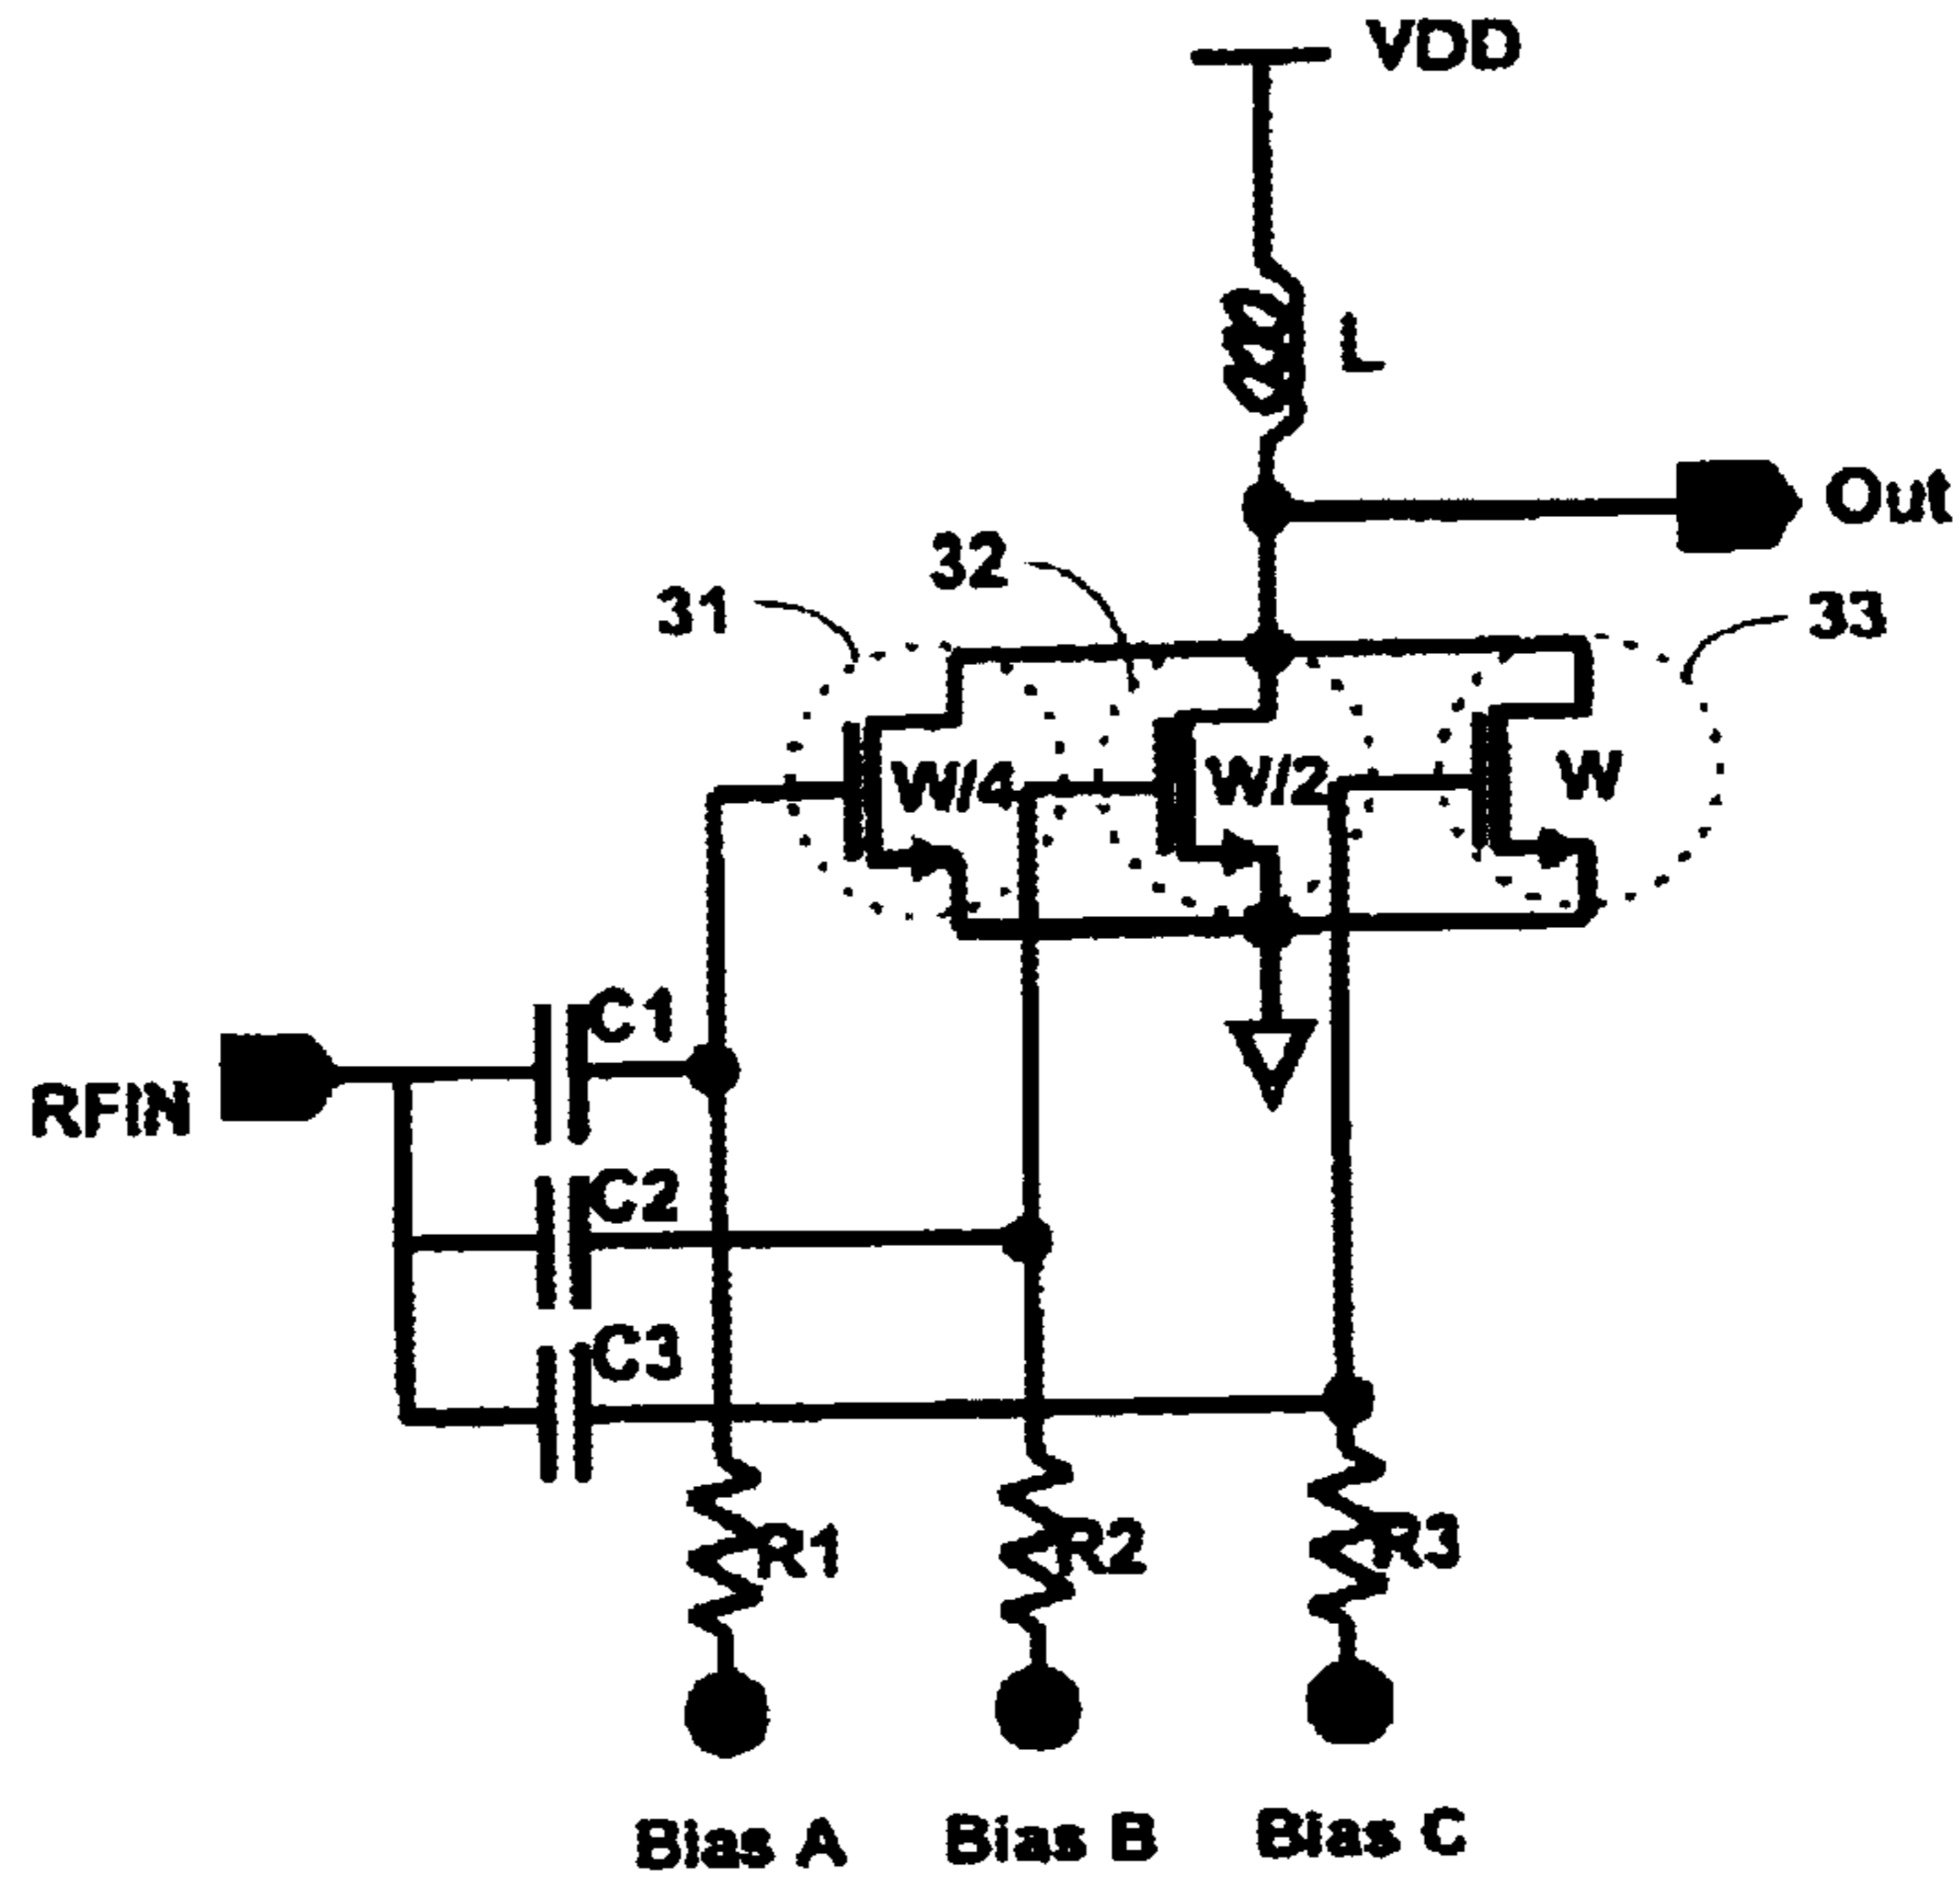 VDD
L
Out
32
31
33
W/4
W/2
W
C1
RFIN
C2
C3
R1
R2
R3
Bias A
Bias B
Bias C